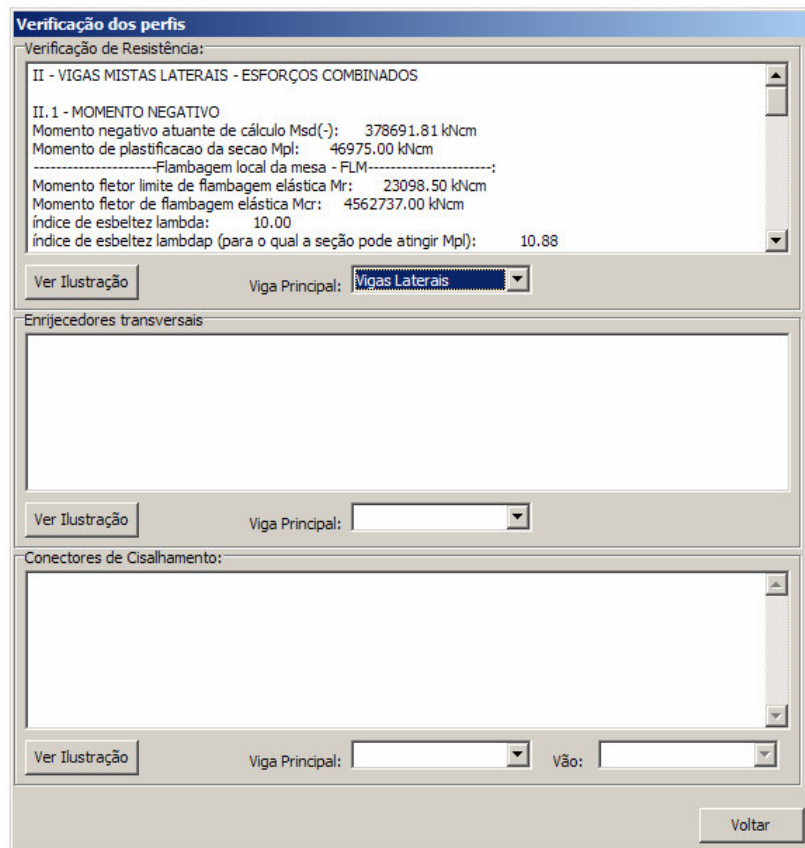 Verificação dos perfis
Verificação de Resistência:
II - VIGAS MISTAS LATERAIS - ESFORÇOS COMBINADOS
II.1 - MOMENTO NEGATIVO
Momento negativo atuante de cálculo Msd(-): 378691.81 kNcm
Momento de plastificacao da secao Mpl: 46975.00 kNcm
----------------------Flambagem local da mesa - FLM----------------------:
Momento fletor limite de flambagem elástica Mr: 23098.50 kNcm
Momento fletor de flambagem elástica Mcr: 4562737.00 kNcm
índice de esbeltez lambda: 10.00
índice de esbeltez lambdap (para o qual a seção pode atingir Mpl): 10.88
Ver Ilustração Viga Principal: Vigas Laterais
Enrijecedores transversais
Ver Ilustração Viga Principal:
Conectores de Cisalhamento:
Ver Ilustração Viga Principal: Vão:
Voltar